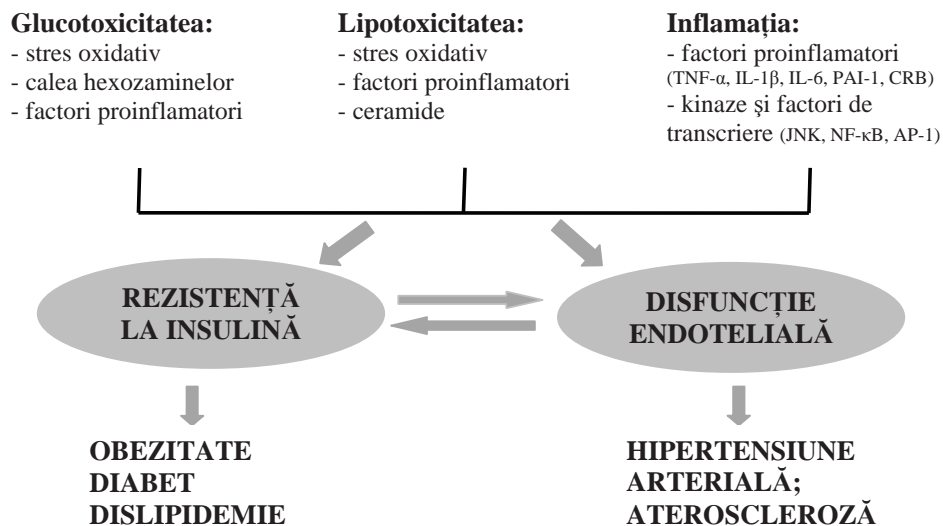 Glucotoxicitatea:
- stres oxidativ
- calea hexozaminelor
- factori proinflamatori
Lipotoxicitatea:
- stres oxidativ
- factori proinflamatori
- ceramide
Inflamația:
- factori proinflamatori
(TNF-α, IL-1β, IL-6, PAI-1, CRB)
- kinaze și factori de
transcriere (JNK, NF-κB, AP-1)
REZISTENȚĂ
LA INSULINĂ
DISFUNCȚIE
ENDOTELIALĂ
OBEZITATE
DIABET
DISLIPIDEMIE
HIPERTENSIUNE
ARTERIALĂ;
ATEROSCLEROZĂ